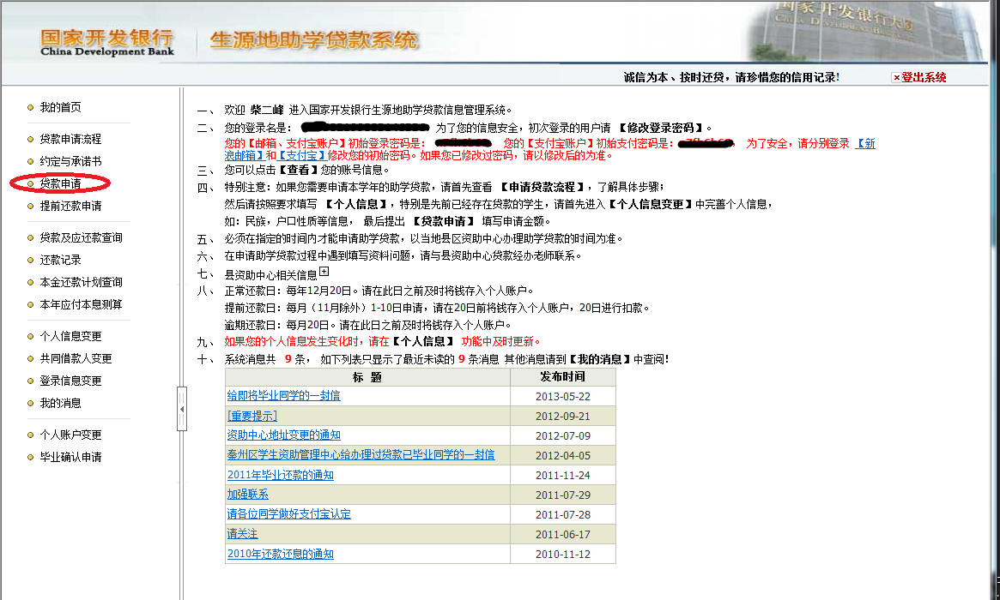 国家开发银行
China Development Bank
生源地助学贷款系统
国家开发银行大厦
诚信为本、按时还贷，请珍惜您的信用记录!
登出系统
我的首页
贷款申请流程
约定与承诺书
贷款申请
提前还款申请
贷款及应还款查询
还款记录
本金还款计划查询
本年应付本息测算
个人信息变更
共同借款人变更
登录信息变更
我的消息
个人账户变更
毕业确认申请
一、 欢迎 柴二峰 进入国家开发银行生源地助学贷款信息管理系统。
二、 您的登录名是： 为了您的信息安全，初次登录的用户请 【修改登录密码】。
您的【邮箱、支付宝账户】初始登录密码是： 您的【支付宝账户】初始支付密码是： ， 为了安全，请分别登录 【新
浪邮箱】和【支付宝】修改您的初始密码。如果您已修改过密码，请以修改后的为准。
三、 您可以点击【查看】您的账号信息。
四、 特别注意：如果您需要申请本学年的助学贷款，请首先查看 【申请贷款流程】，了解具体步骤；
然后请按照要求填写 【个人信息】，特别是先前已经存在贷款的学生，请首先进入【个人信息变更】中完善个人信息，
如：民族，户口性质等信息， 最后提出 【贷款申请】 填写申请金额。
五、 必须在指定的时间内才能申请助学贷款，以当地县区资助中心办理助学贷款的时间为准。
六、 在申请助学贷款过程中遇到填写资料问题，请与县资助中心贷款经办老师联系。
七、 县资助中心相关信息
八、 正常还款日：每年12月20日。请在此日之前及时将钱存入个人账户。
提前还款日：每月（11月除外）1-10日申请，请在20日前将钱存入个人账户，20日进行扣款。
逾期还款日：每月20日。请在此日之前及时将钱存入个人账户。
九、 如果您的个人信息发生变化时，请在【个人信息】 功能中及时更新。
十、 系统消息共 9 条， 如下列表只显示了最近未读的 9 条消息 其他消息请到【我的消息】中查阅!
标 题 发布时间
给即将毕业同学的一封信 2013-05-22
[重要提示] 2012-09-21
资助中心地址变更的通知 2012-07-09
秦州区学生资助管理中心给办理过贷款已毕业同学的一封信 2012-04-05
2011年毕业还款的通知 2011-11-24
加强联系 2011-07-29
请各位同学做好支付宝认定 2011-07-28
请关注 2011-06-17
2010年还款还息的通知 2010-11-12